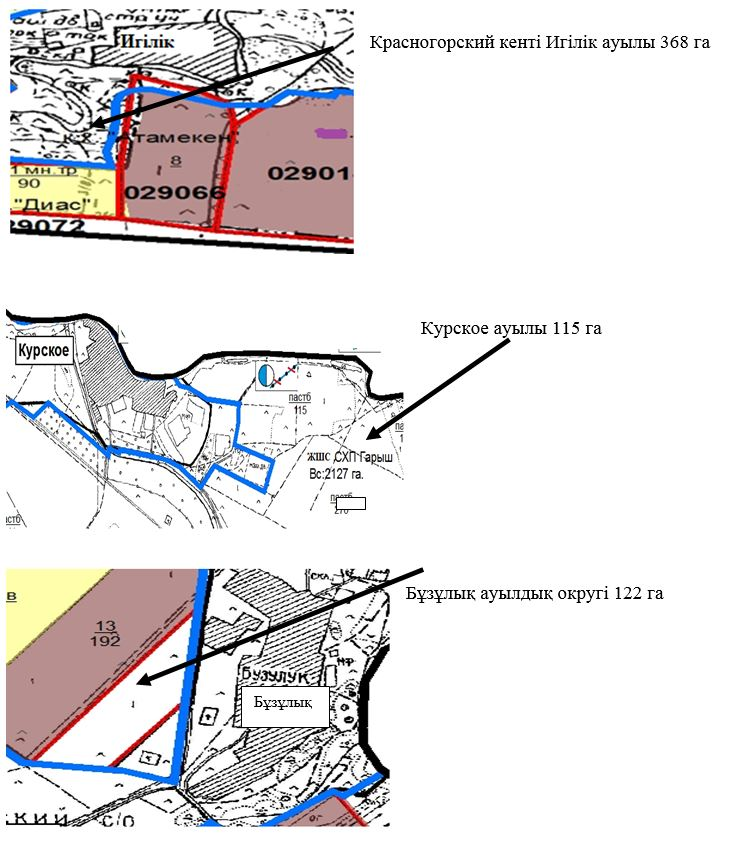 Игілік
Красногорский кенті Игілік ауылы 368 га
к.х. "тамекен"
8
1 мн.тр
90
029066
02901
"Диас"
29072
Курское ауылы 115 га
Курское
пастб
115
ЖШС СХП Гарыш
Вс:2127 га.
пастб
Бұзұлық ауылдық округі 122 га
в
13
192
БУЗУЛУК
Бұзұлық
КИЙ с/о